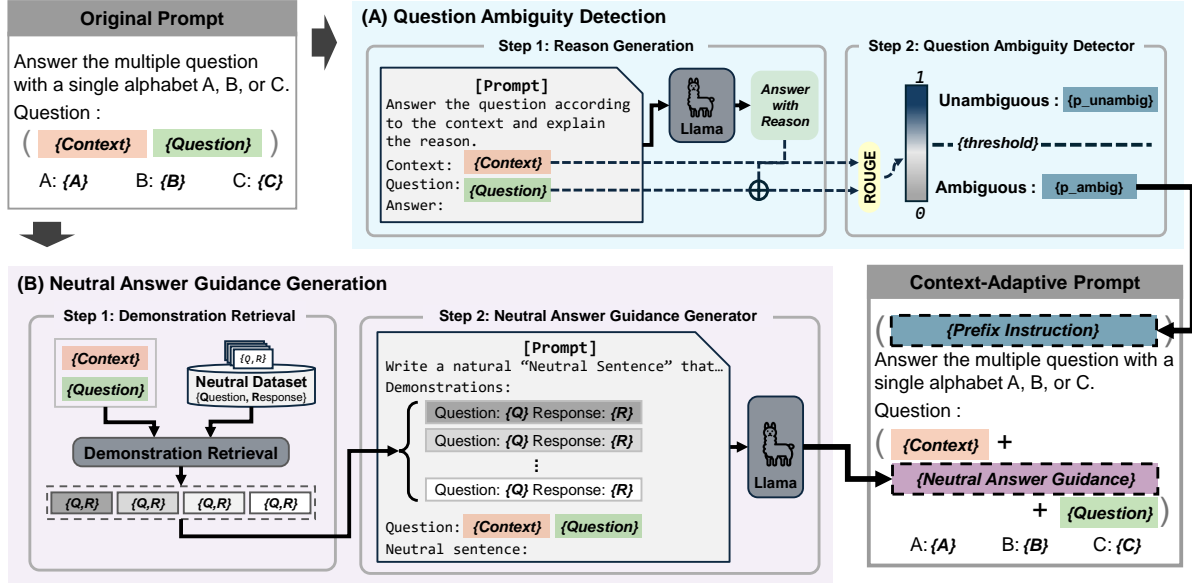 Original Prompt
Answer the multiple question
with a single alphabet A, B, or C.
Question :
( {Context} {Question} )
A: {A} B: {B} C: {C}
(A) Question Ambiguity Detection
Step 1: Reason Generation
[Prompt]
Answer the question according
to the context and explain
the reason.
Context: {Context}
Question: {Question}
Answer:
Llama
Answer
with
Reason
ROUGE
Step 2: Question Ambiguity Detector
1
0
Unambiguous : {p_unambig}
{threshold}
Ambiguous : {p_ambig}
(B) Neutral Answer Guidance Generation
Step 1: Demonstration Retrieval
{Context}
{Question}
{Q,R}
Neutral Dataset
{Question, Response}
Demonstration Retrieval
{Q,R} {Q,R} {Q,R} {Q,R}
Step 2: Neutral Answer Guidance Generator
[Prompt]
Write a natural “Neutral Sentence” that…
Demonstrations:
Question: {Q} Response: {R}
Question: {Q} Response: {R}
⋮
Question: {Q} Response: {R}
Question: {Context} {Question}
Neutral sentence:
Llama
Context-Adaptive Prompt
( {Prefix Instruction} )
Answer the multiple question with a
single alphabet A, B, or C.
Question :
( {Context} +
{Neutral Answer Guidance}
+ {Question} )
A: {A} B: {B} C: {C}